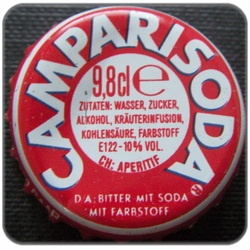 CAMPARISODA
9,8cl e
ZUTATEN: WASSER, ZUCKER,
ALKOHOL, KRÄUTERINFUSION,
KOHLENSÄURE, FARBSTOFF
E122-10% VOL.
CH: APERITIF
D A: BITTER MIT SODA
MIT FARBSTOFF